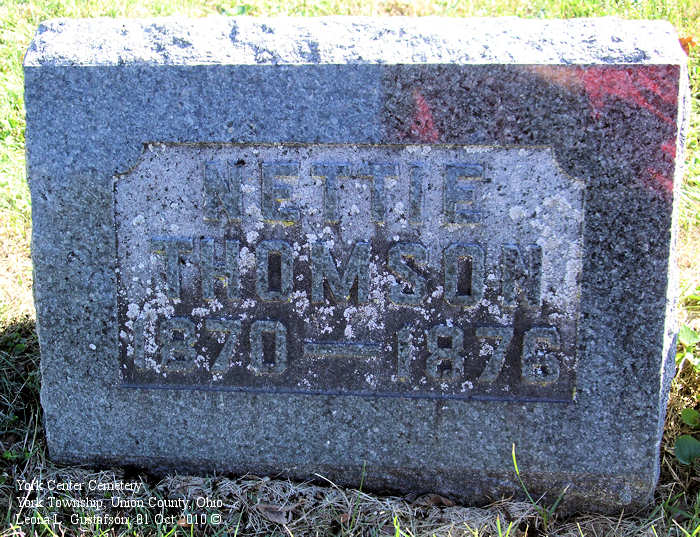 NETTIE
THOMSON
1870 — 1876
York Center Cemetery
York Township, Union County, Ohio
Leona L. Gustafson, 31 Oct 2010 ©